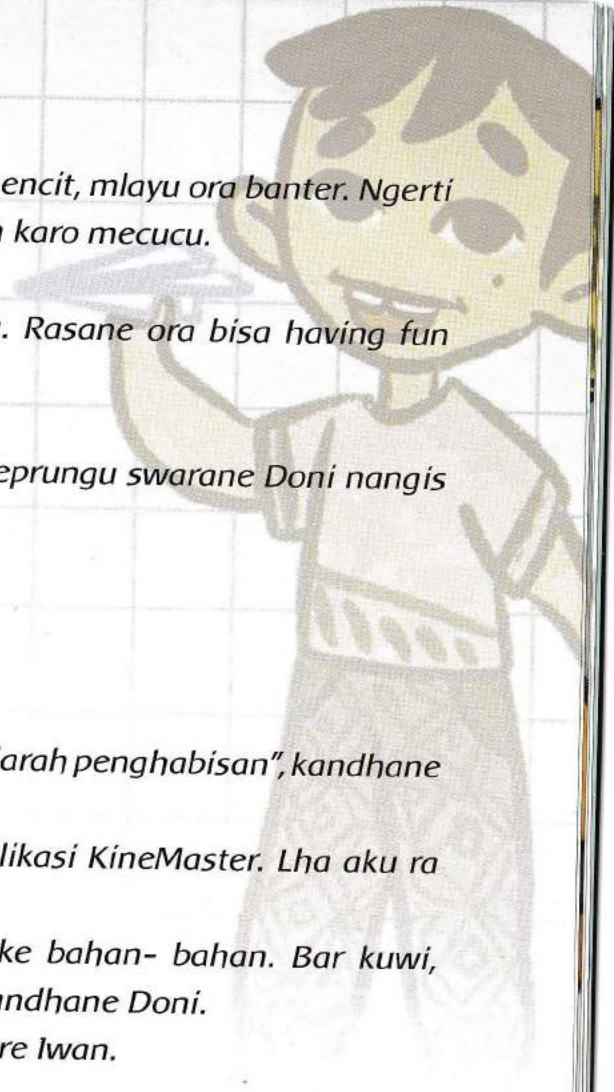 encit, mlayu ora banter. Ngerti
karo mecucu.
Rasane ora bisa having fun
eprungu swarane Doni nangis
arah penghabisan", kandhane
likasi KineMaster. Lha aku ra
ke bahan- bahan. Bar kuwi,
andhane Doni.
re Iwan.